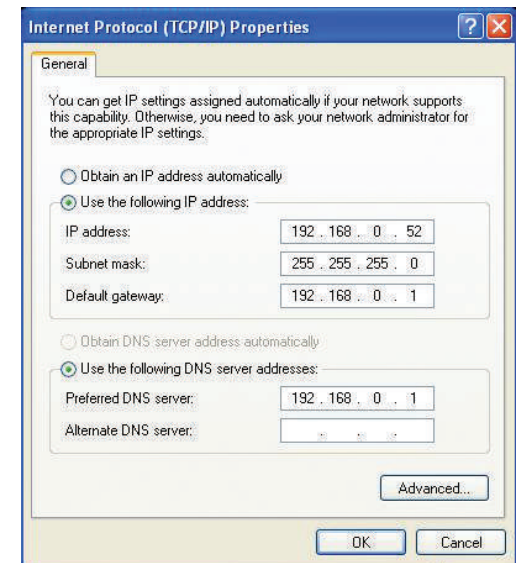 Internet Protocol (TCP/IP) Properties
General
You can get IP settings assigned automatically if your network supports
this capability. Otherwise, you need to ask your network administrator for
the appropriate IP settings.
Obtain an IP address automatically
Use the following IP address:
IP address: 192 . 168 . 0 . 52
Subnet mask: 255 . 255 . 255 . 0
Default gateway: 192 . 168 . 0 . 1
Obtain DNS server address automatically
Use the following DNS server addresses:
Preferred DNS server: 192 . 168 . 0 . 1
Alternate DNS server: . . .
Advanced...
OK Cancel